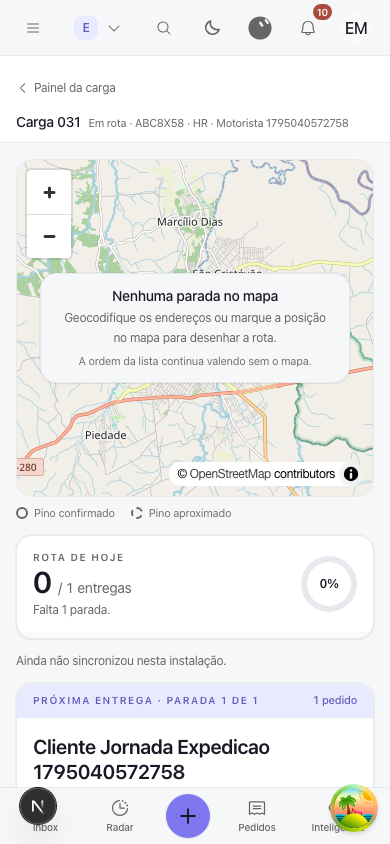 E
10
EM
Painel da carga
Carga 031 Em rota · ABC8X58 · HR · Motorista 1795040572758
+
Marcílio Dias
−
Nenhuma parada no mapa
Geocodifique os endereços ou marque a posição
no mapa para desenhar a rota.
A ordem da lista continua valendo sem o mapa.
Piedade
-280
© OpenStreetMap contributors
Pino confirmado Pino aproximado
ROTA DE HOJE
0 / 1 entregas
0%
Falta 1 parada.
Ainda não sincronizou nesta instalação.
PRÓXIMA ENTREGA · PARADA 1 DE 1 1 pedido
Cliente Jornada Expedicao
1795040572758
N
Inbox Radar + Pedidos